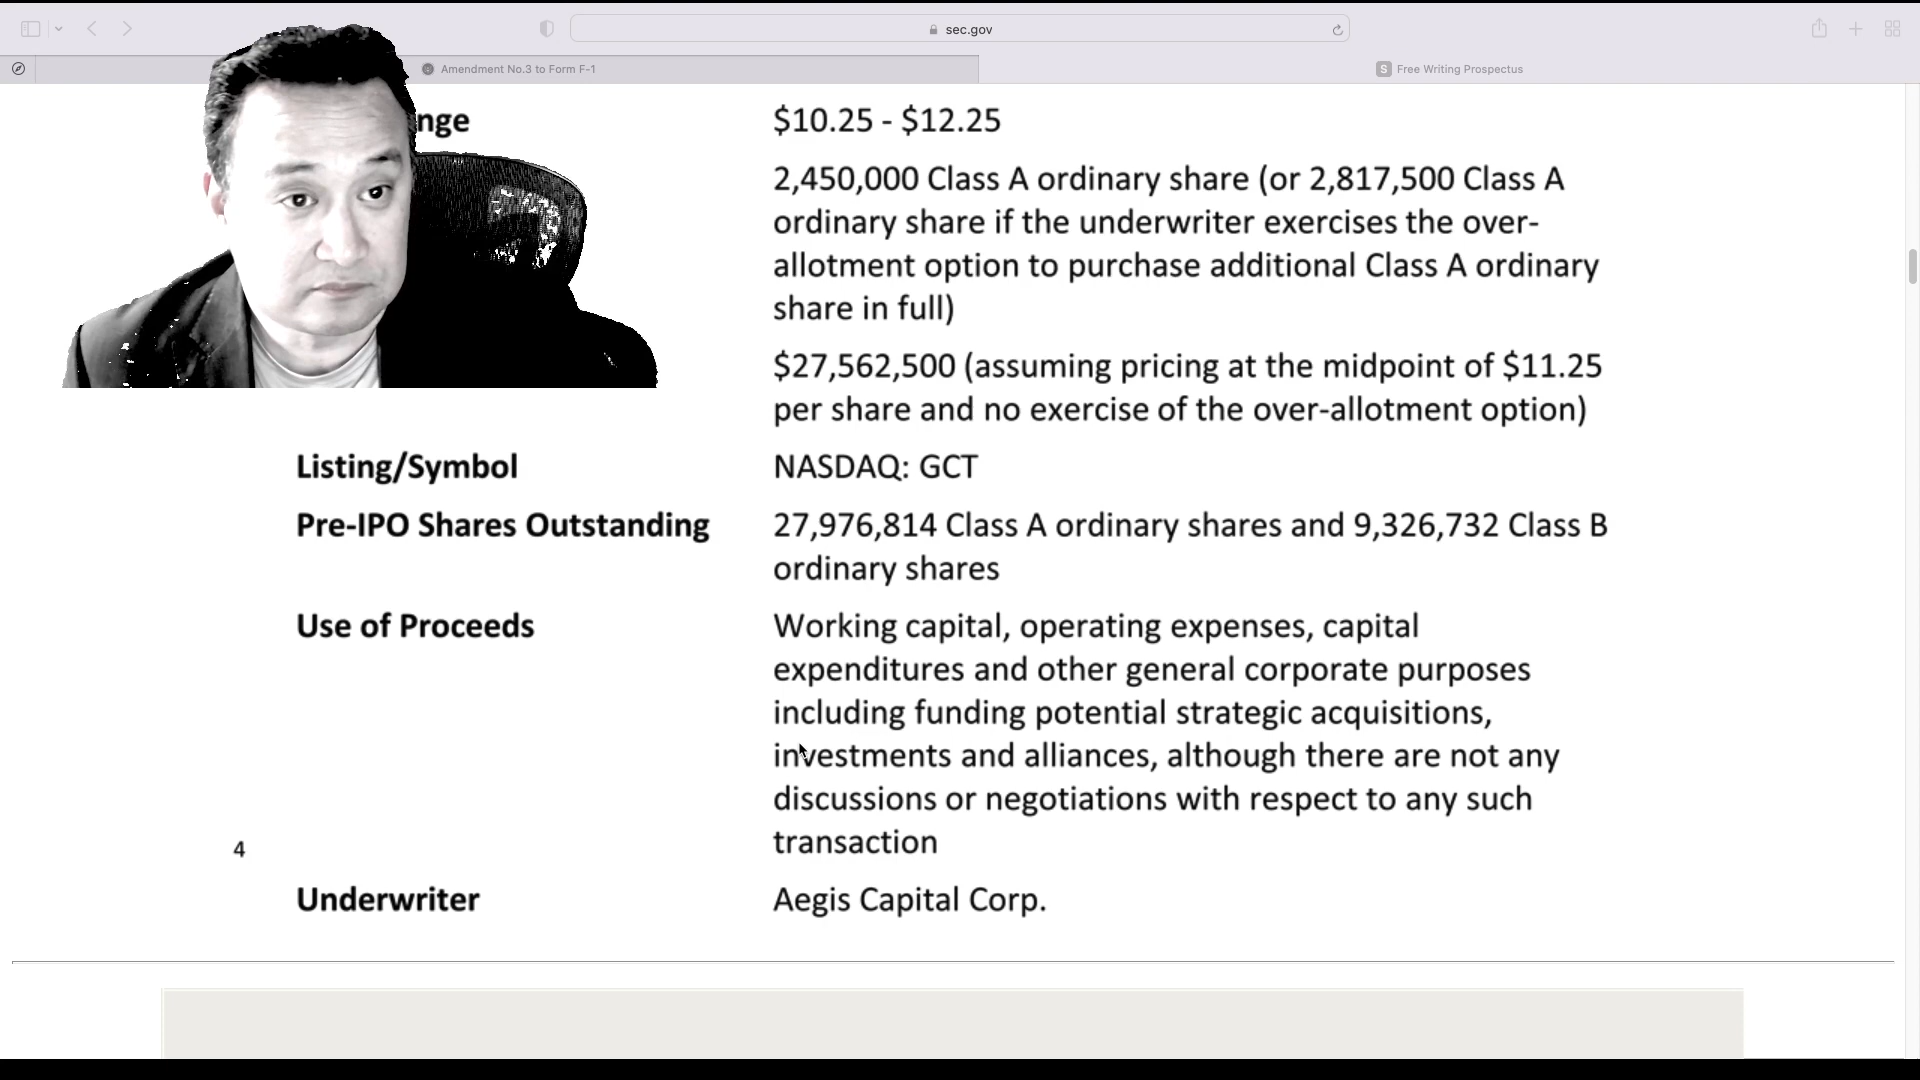 sec.gov
Amendment No.3 to Form F-1
S Free Writing Prospectus
nge
$10.25 - $12.25
2,450,000 Class A ordinary share (or 2,817,500 Class A
ordinary share if the underwriter exercises the over-
allotment option to purchase additional Class A ordinary
share in full)
$27,562,500 (assuming pricing at the midpoint of $11.25
per share and no exercise of the over-allotment option)
Listing/Symbol
NASDAQ: GCT
Pre-IPO Shares Outstanding
27,976,814 Class A ordinary shares and 9,326,732 Class B
ordinary shares
Use of Proceeds
Working capital, operating expenses, capital
expenditures and other general corporate purposes
including funding potential strategic acquisitions,
investments and alliances, although there are not any
discussions or negotiations with respect to any such
transaction
4
Underwriter
Aegis Capital Corp.